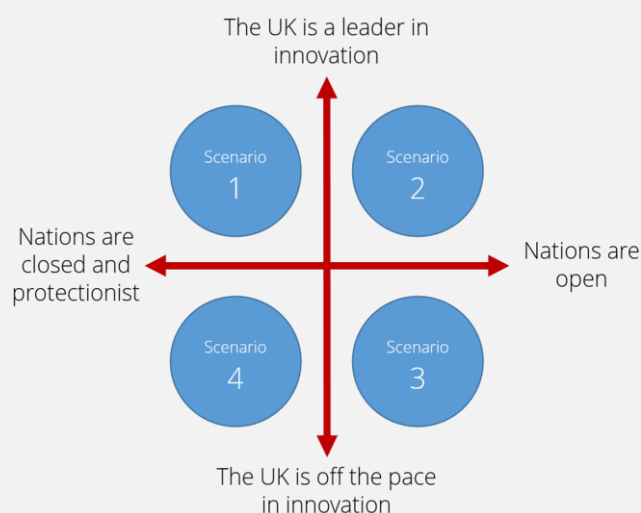 The UK is a leader in
innovation
Scenario
1
Scenario
2
Nations are
closed and
protectionist
Nations are
open
Scenario
4
Scenario
3
The UK is off the pace
in innovation